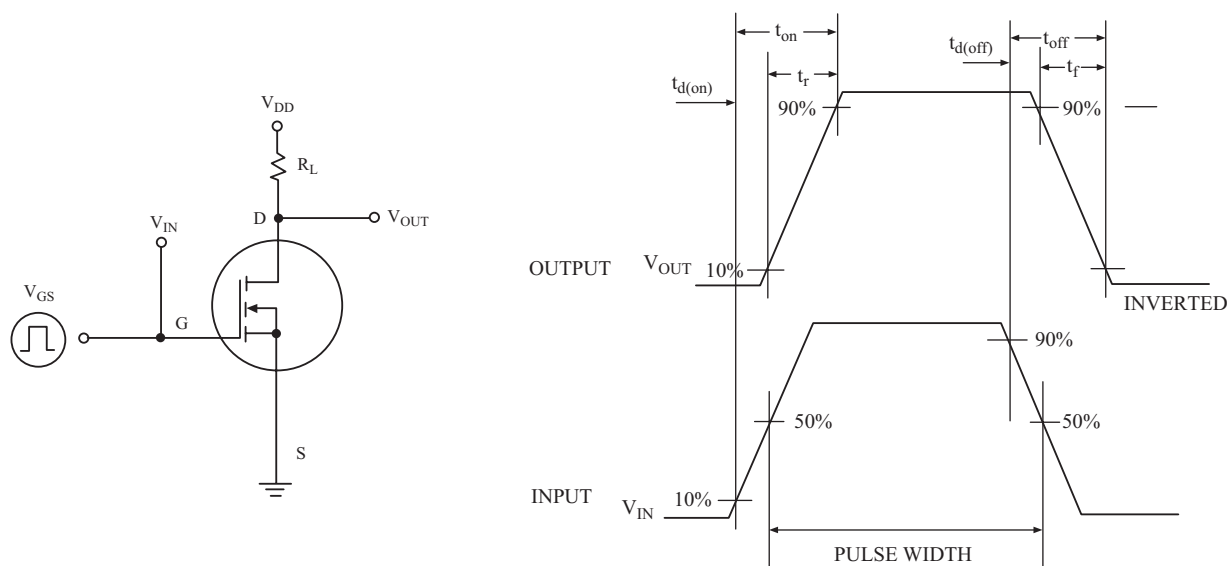 V_DD
R_L
D
V_OUT
V_IN
V_GS
G
S
t_on
t_r
t_d(on)
t_d(off)
t_off
t_f
90%
90%
OUTPUT
V_OUT
10%
INVERTED
90%
50%
50%
INPUT
V_IN
10%
PULSE WIDTH